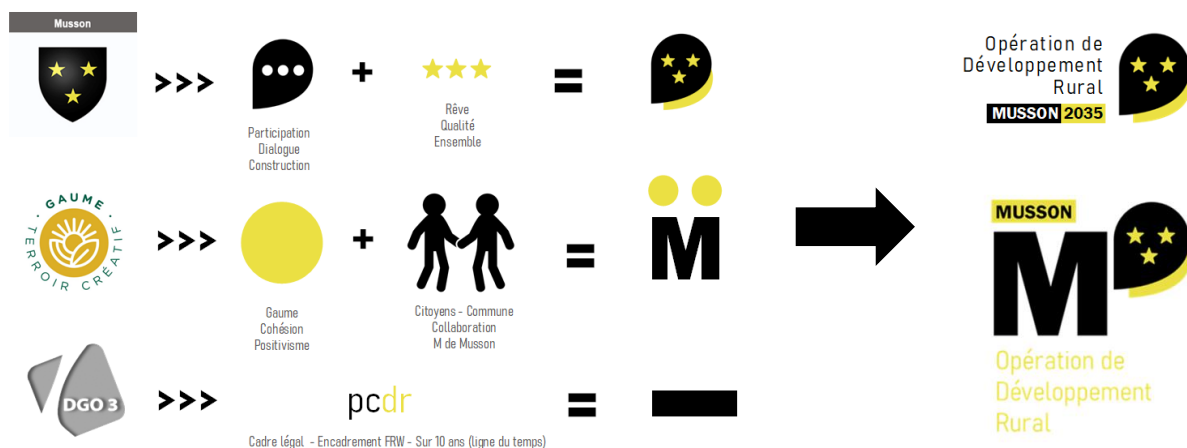 Musson
Participation
Dialogue
Construction
Rêve
Qualité
Ensemble
Opération de
Développement
Rural
MUSSON 2035
· GAUME ·
TERROIR CRÉATIF
Gaume
Cohésion
Positivisme
Citoyens - Commune
Collaboration
M de Musson
M
MUSSON
M
Opération de
Développement
Rural
DGO 3
pcdr
Cadre légal - Encadrement FRW - Sur 10 ans (ligne du temps)